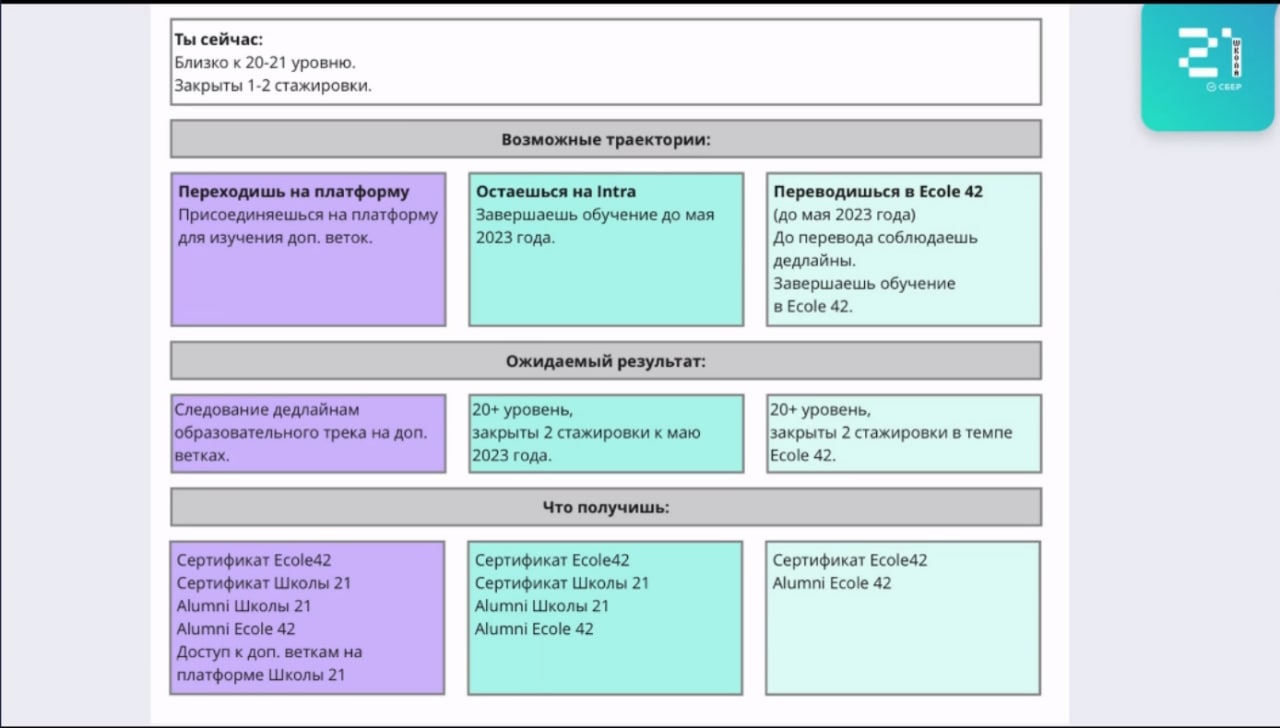 Ты сейчас:
Близко к 20-21 уровню.
Закрыты 1-2 стажировки.
21
ШКОЛА
СБЕР
Возможные траектории:
Переходишь на платформу
Присоединяешься на платформу
для изучения доп. веток.
Остаешься на Intra
Завершаешь обучение до мая
2023 года.
Переводишься в Ecole 42
(до мая 2023 года)
До перевода соблюдаешь
дедлайны.
Завершаешь обучение
в Ecole 42.
Ожидаемый результат:
Следование дедлайнам
образовательного трека на доп.
ветках.
20+ уровень,
закрыты 2 стажировки к маю
2023 года.
20+ уровень,
закрыты 2 стажировки в темпе
Ecole 42.
Что получишь:
Сертификат Ecole42
Сертификат Школы 21
Alumni Школы 21
Alumni Ecole 42
Доступ к доп. веткам на
платформе Школы 21
Сертификат Ecole42
Сертификат Школы 21
Alumni Школы 21
Alumni Ecole 42
Сертификат Ecole42
Alumni Ecole 42